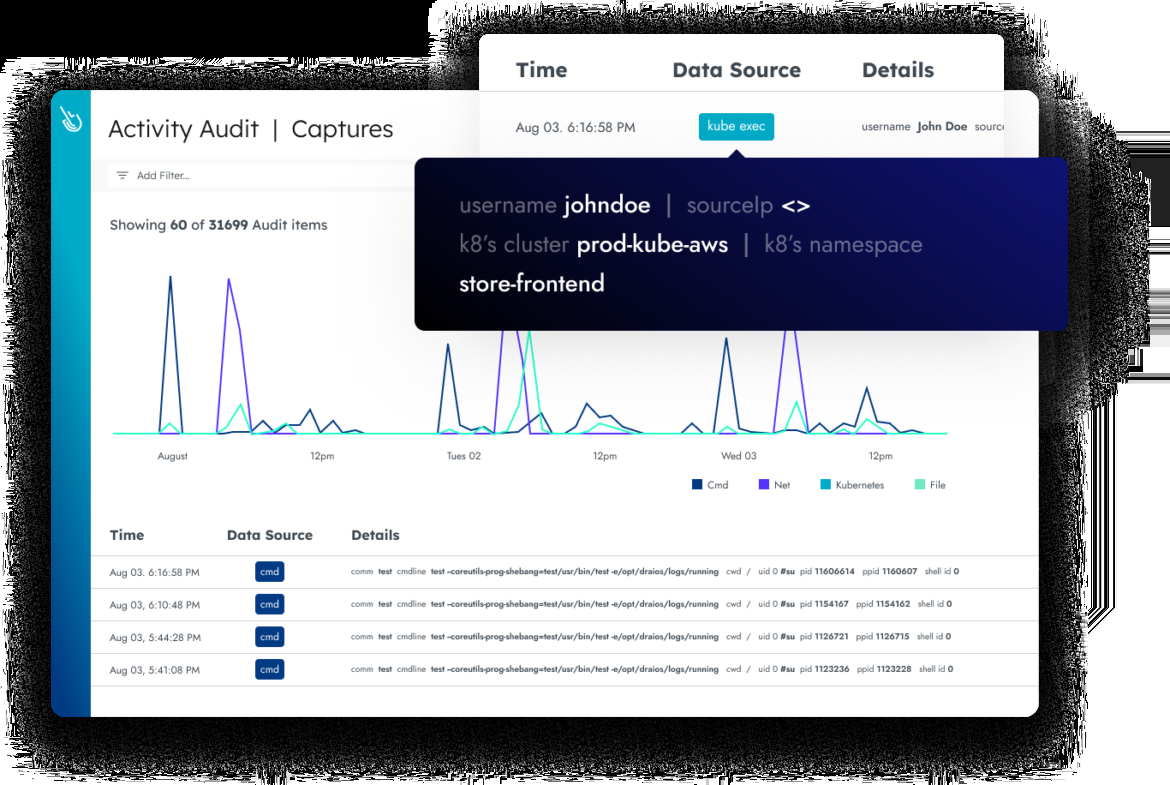 Time Data Source Details
Aug 03. 6:16:58 PM kube exec username John Doe
Activity Audit | Captures
Add Filter...
username johndoe | sourceIp <>
k8's cluster prod-kube-aws | k8's namespace
store-frontend
Showing 60 of 31699 Audit items
August 12pm Tues 02 12pm Wed 03 12pm
Cmd Net Kubernetes File
Time Data Source Details
Aug 03. 6:16:58 PM cmd comm test cmdline test –coreutils-prog-shebang=test/usr/bin/test -e/opt/draios/logs/running cwd / uid 0 #su pid 11606614 ppid 1160607 shell id 0
Aug 03, 6:10:48 PM cmd comm test cmdline test –coreutils-prog-shebang=test/usr/bin/test -e/opt/draios/logs/running cwd / uid 0 #su pid 1154167 ppid 1154162 shell id 0
Aug 03, 5:44:28 PM cmd comm test cmdline test –coreutils-prog-shebang=test/usr/bin/test -e/opt/draios/logs/running cwd / uid 0 #su pid 1126721 ppid 1126715 shell id 0
Aug 03, 5:41:08 PM cmd comm test cmdline test –coreutils-prog-shebang=test/usr/bin/test -e/opt/draios/logs/running cwd / uid 0 #su pid 1123236 ppid 1123228 shell id 0